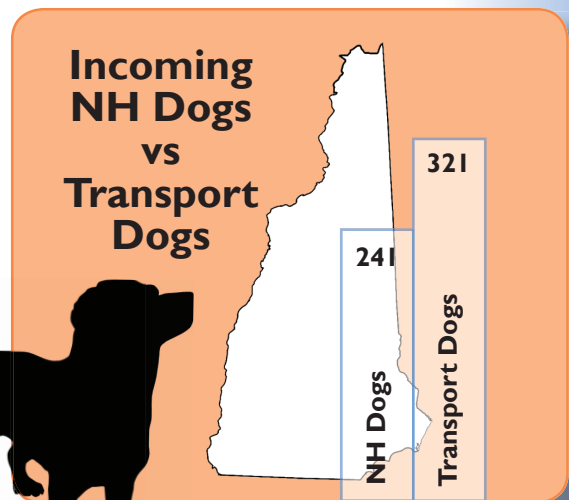 Incoming
NH Dogs
vs
Transport
Dogs
241
NH Dogs
321
Transport Dogs